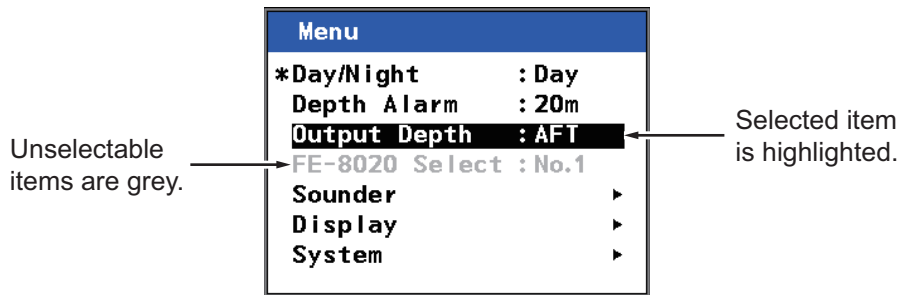 Menu
*Day/Night : Day
Depth Alarm : 20m
Output Depth : AFT
FE-8020 Select : No.1
Sounder ▸
Display ▸
System ▸
Unselectable
items are grey.
Selected item
is highlighted.